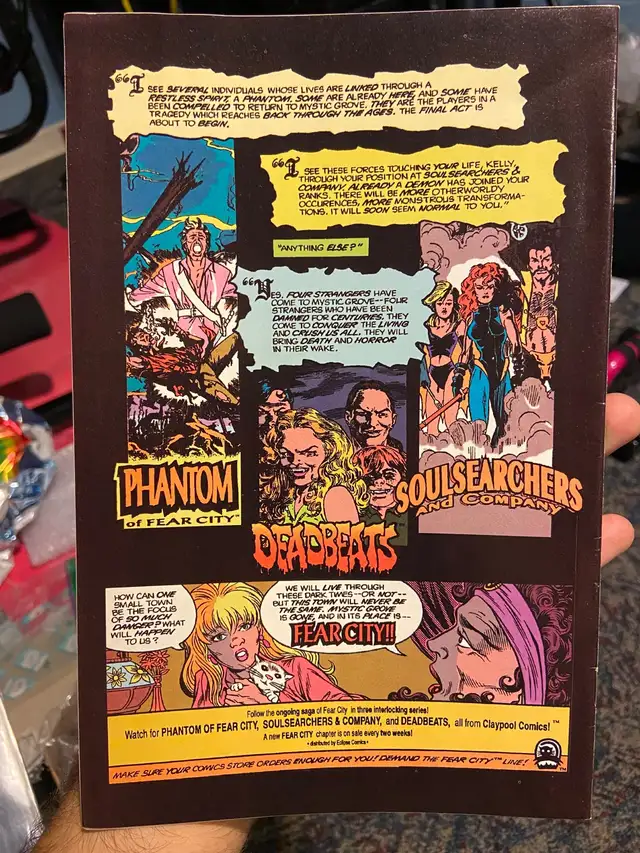 “I SEE SEVERAL INDIVIDUALS WHOSE LIVES ARE LINKED THROUGH A
RESTLESS SPIRIT, A PHANTOM. SOME ARE ALREADY HERE, AND SOME HAVE
BEEN COMPELLED TO RETURN TO MYSTIC GROVE. THEY ARE THE PLAYERS IN A
TRAGEDY WHICH REACHES BACK THROUGH THE AGES. THE FINAL ACT IS
ABOUT TO BEGIN.
“I SEE THESE FORCES TOUCHING YOUR LIFE, KELLY,
THROUGH YOUR POSITION AT SOULSEARCHERS &
COMPANY. ALREADY A DEMON HAS JOINED YOUR
RANKS. THERE WILL BE MORE OTHERWORLDY
OCCURENCES, MORE MONSTROUS TRANSFORMA-
TIONS. IT WILL SOON SEEM NORMAL TO YOU.”
“ANYTHING ELSE?”
“YES. FOUR STRANGERS HAVE
COME TO MYSTIC GROVE--FOUR
STRANGERS WHO HAVE BEEN
DAMNED FOR CENTURIES. THEY
COME TO CONQUER THE LIVING
AND CRUSH US ALL. THEY WILL
BRING DEATH AND HORROR
IN THEIR WAKE.
PHANTOM
of FEAR CITY™
DEADBEATS
SOULSEARCHERS
AND COMPANY
HOW CAN ONE
SMALL TOWN
BE THE FOCUS
OF SO MUCH
DANGER? WHAT
WILL HAPPEN
TO US?
WE WILL LIVE THROUGH
THESE DARK TIMES--OR NOT--
BUT THIS TOWN WILL NEVER BE
THE SAME. MYSTIC GROVE
IS GONE, AND IN ITS PLACE IS--
FEAR CITY!!
Follow the ongoing saga of Fear City in three interlocking series!
Watch for PHANTOM OF FEAR CITY, SOULSEARCHERS & COMPANY, and DEADBEATS, all from Claypool Comics!™
A new FEAR CITY chapter is on sale every two weeks!
• distributed by Eclipse Comics •
MAKE SURE YOUR COMICS STORE ORDERS ENOUGH FOR YOU! DEMAND THE FEAR CITY™ LINE!
TM